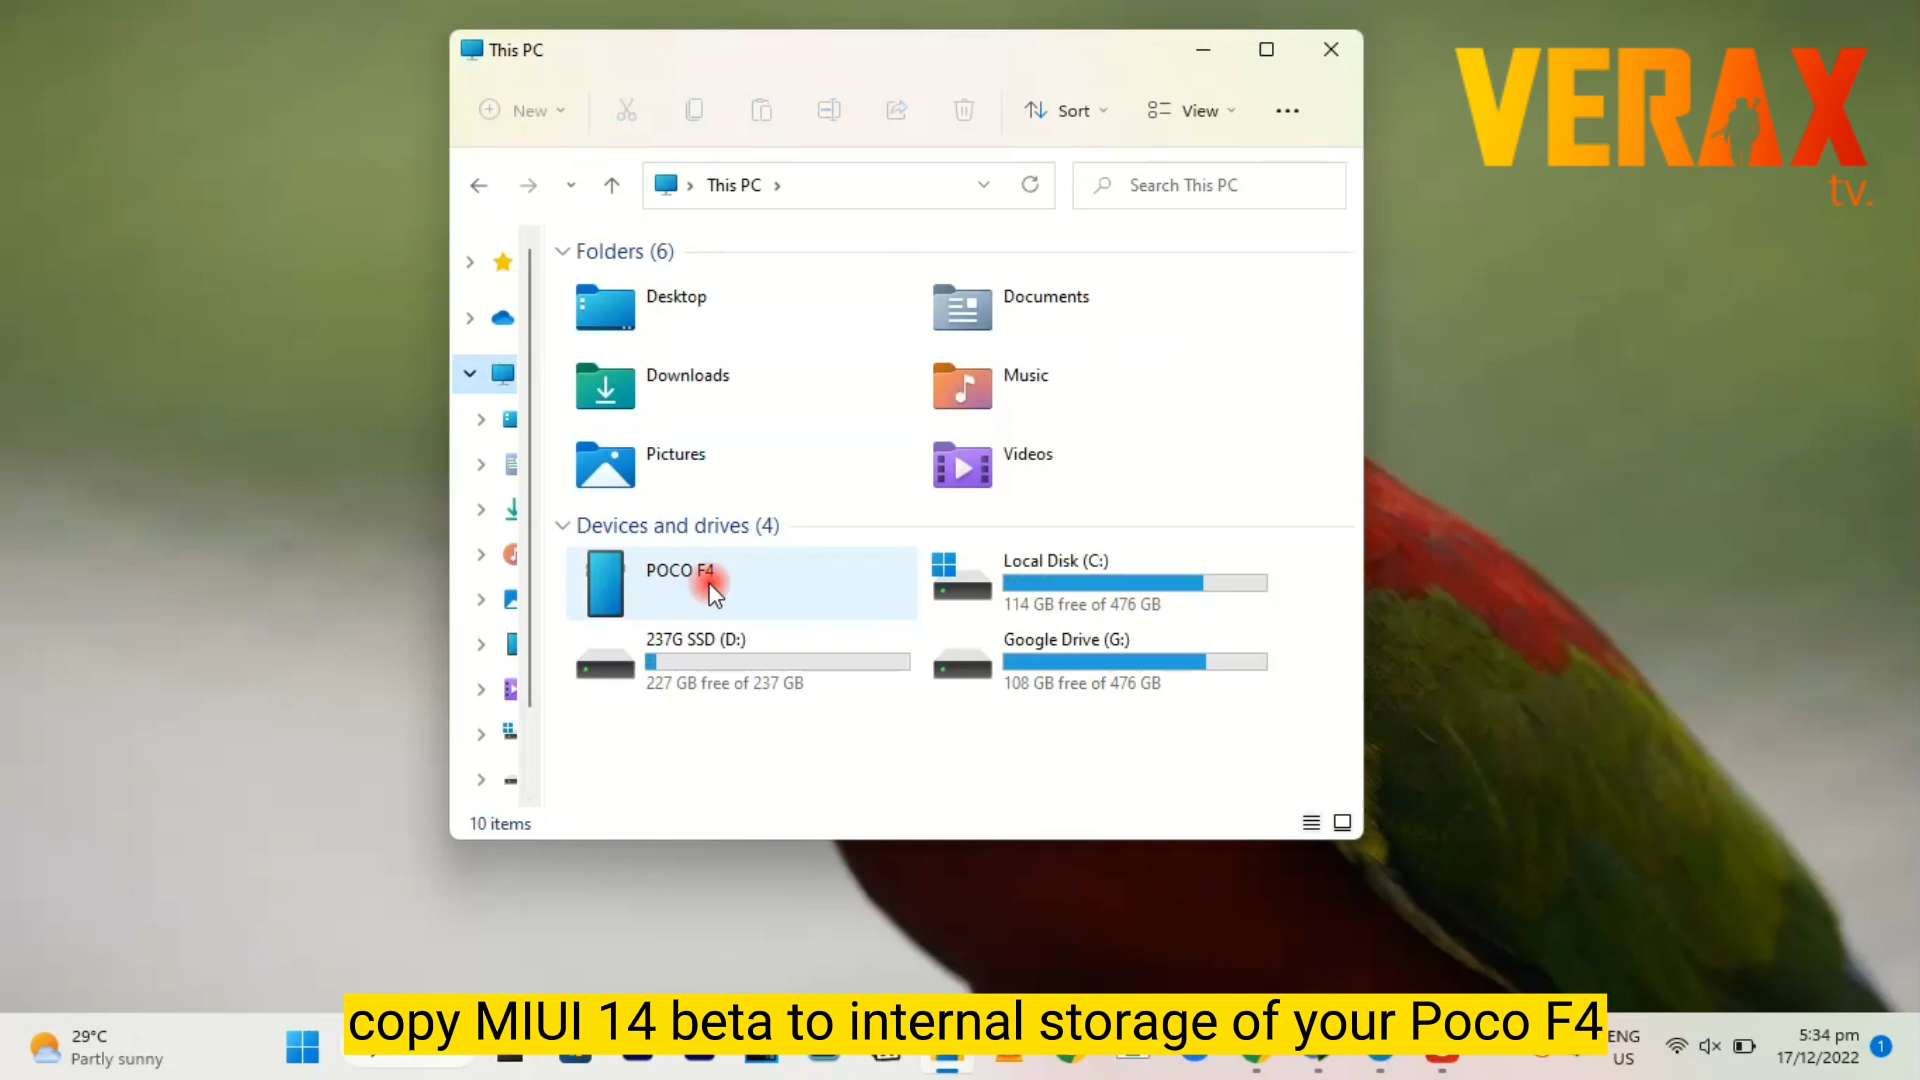 This PC
VERAX
tv.
New
Sort
View
This PC
Search This PC
Folders (6)
Desktop
Documents
Downloads
Music
Pictures
Videos
Devices and drives (4)
POCO F4
Local Disk (C:)
114 GB free of 476 GB
237G SSD (D:)
227 GB free of 237 GB
Google Drive (G:)
108 GB free of 476 GB
10 items
copy MIUI 14 beta to internal storage of your Poco F4
29°C
Partly sunny
ENG
US
5:34 pm
17/12/2022
1